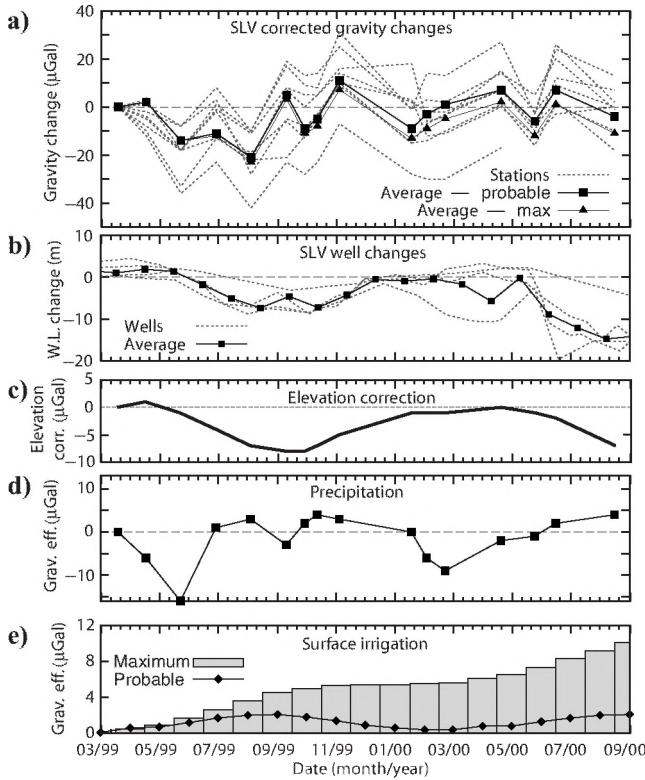 a)
SLV corrected gravity changes
Gravity change (µGal)
40
20
0
−20
−40
Stations
Average — probable
Average — max
b)
SLV well changes
W.L. change (m)
10
0
−10
−20
Wells
Average
c)
Elevation correction
Elevation
corr. (µGal)
5
0
−5
−10
d)
Precipitation
Grav. eff. (µGal)
10
0
−10
e)
Surface irrigation
Grav. eff. (µGal)
12
8
4
0
Maximum
Probable
03/99 05/99 07/99 09/99 11/99 01/00 03/00 05/00 07/00 09/00
Date (month/year)